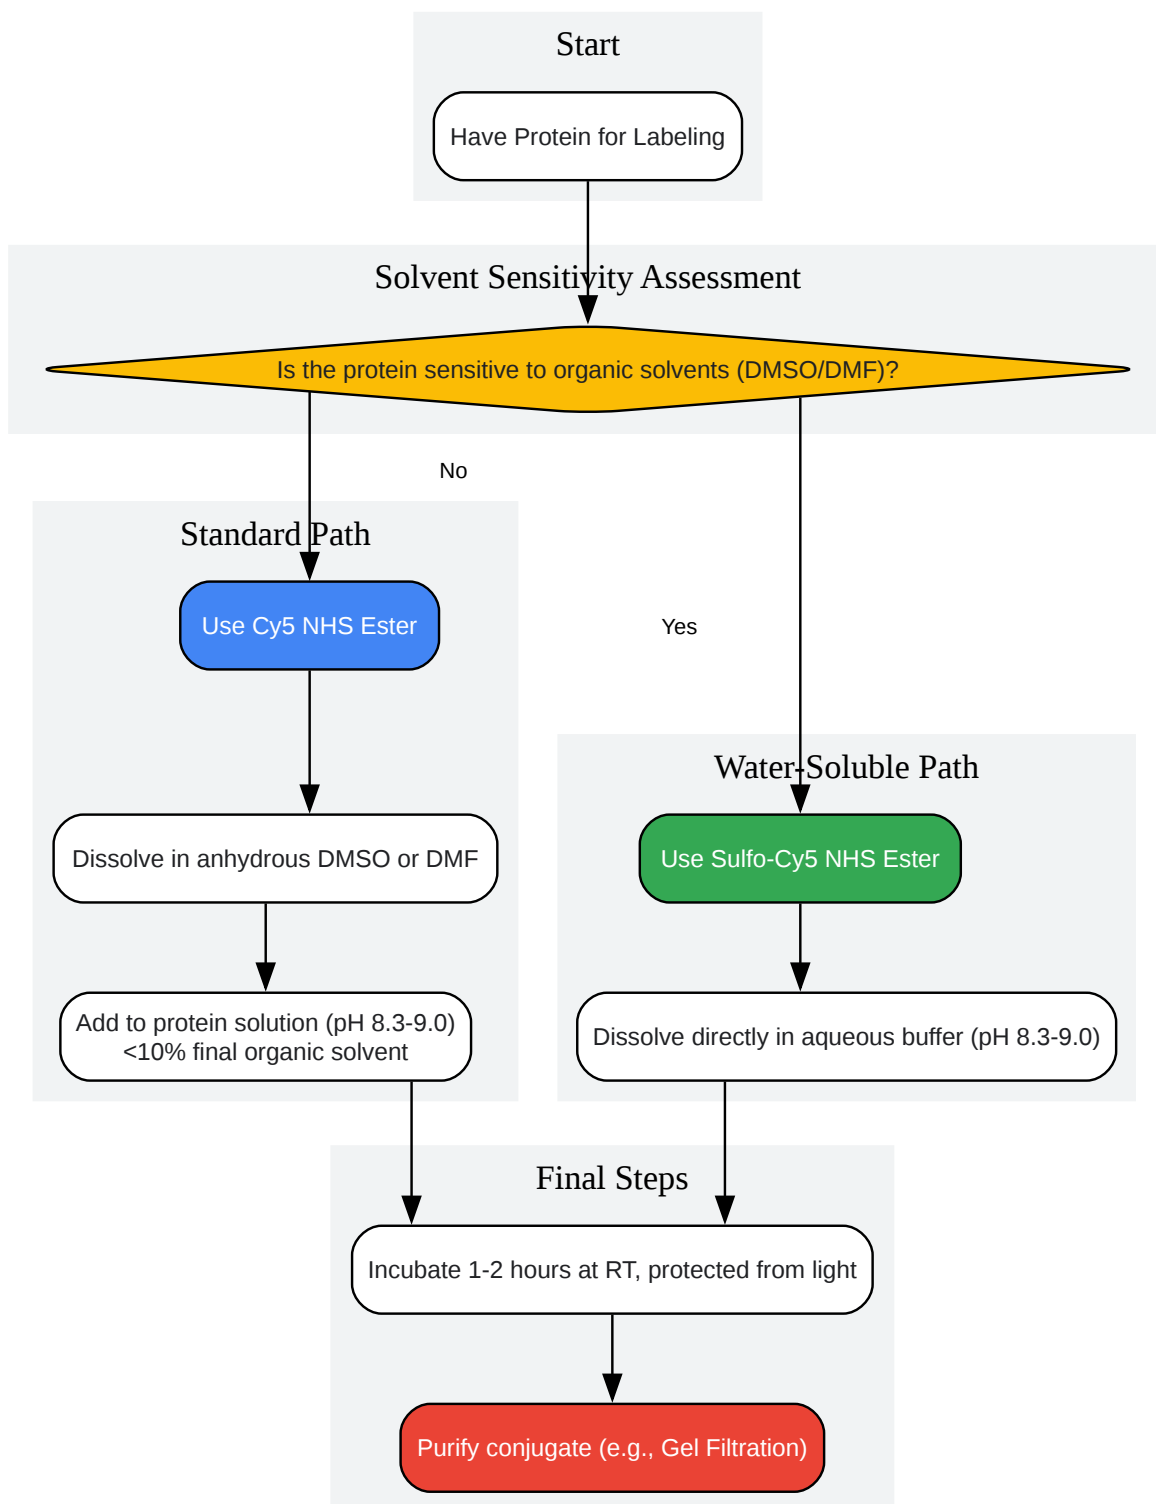 Start
Have Protein for Labeling
Solvent Sensitivity Assessment
Is the protein sensitive to organic solvents (DMSO/DMF)?
No
Standard Path
Use Cy5 NHS Ester
Yes
Water-Soluble Path
Dissolve in anhydrous DMSO or DMF
Use Sulfo-Cy5 NHS Ester
Add to protein solution (pH 8.3-9.0)
<10% final organic solvent
Dissolve directly in aqueous buffer (pH 8.3-9.0)
Final Steps
Incubate 1-2 hours at RT, protected from light
Purify conjugate (e.g., Gel Filtration)